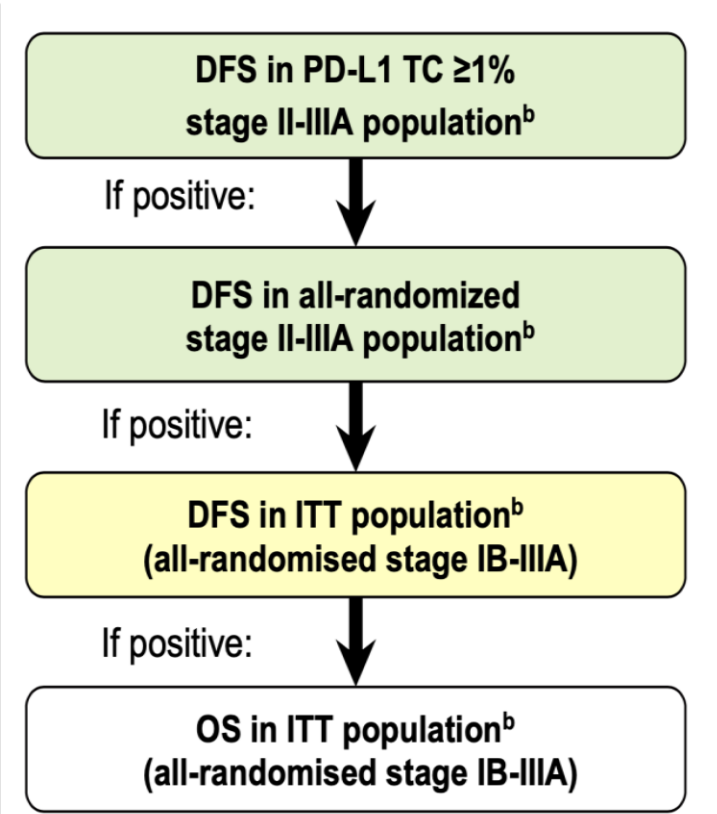 DFS in PD-L1 TC ≥1%
stage II-IIIA populationᵇ
If positive:
DFS in all-randomized
stage II-IIIA populationᵇ
If positive:
DFS in ITT populationᵇ
(all-randomised stage IB-IIIA)
If positive:
OS in ITT populationᵇ
(all-randomised stage IB-IIIA)